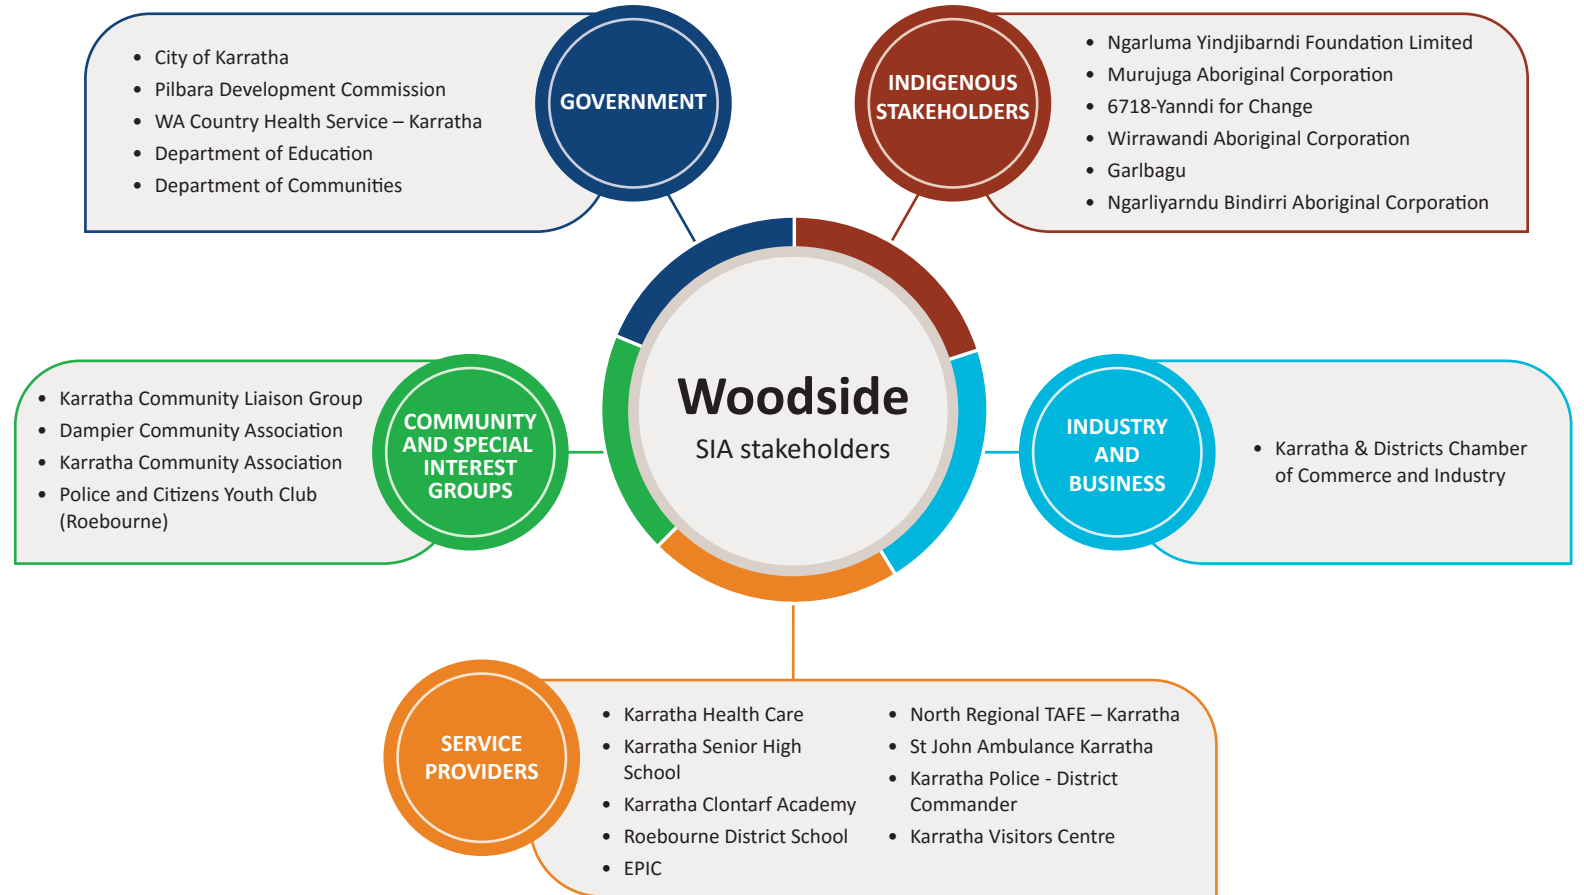 • City of Karratha
• Pilbara Development Commission
• WA Country Health Service – Karratha
• Department of Education
• Department of Communities
GOVERNMENT
INDIGENOUS
STAKEHOLDERS
• Ngarluma Yindjibarndi Foundation Limited
• Murujuga Aboriginal Corporation
• 6718-Yanndi for Change
• Wirrawandi Aboriginal Corporation
• Garlbagu
• Ngarliyarndu Bindirri Aboriginal Corporation
• Karratha Community Liaison Group
• Dampier Community Association
• Karratha Community Association
• Police and Citizens Youth Club
(Roebourne)
COMMUNITY
AND SPECIAL
INTEREST
GROUPS
Woodside
SIA stakeholders
INDUSTRY
AND
BUSINESS
• Karratha & Districts Chamber
of Commerce and Industry
SERVICE
PROVIDERS
• Karratha Health Care
• Karratha Senior High
School
• Karratha Clontarf Academy
• Roebourne District School
• EPIC
• North Regional TAFE – Karratha
• St John Ambulance Karratha
• Karratha Police - District
Commander
• Karratha Visitors Centre